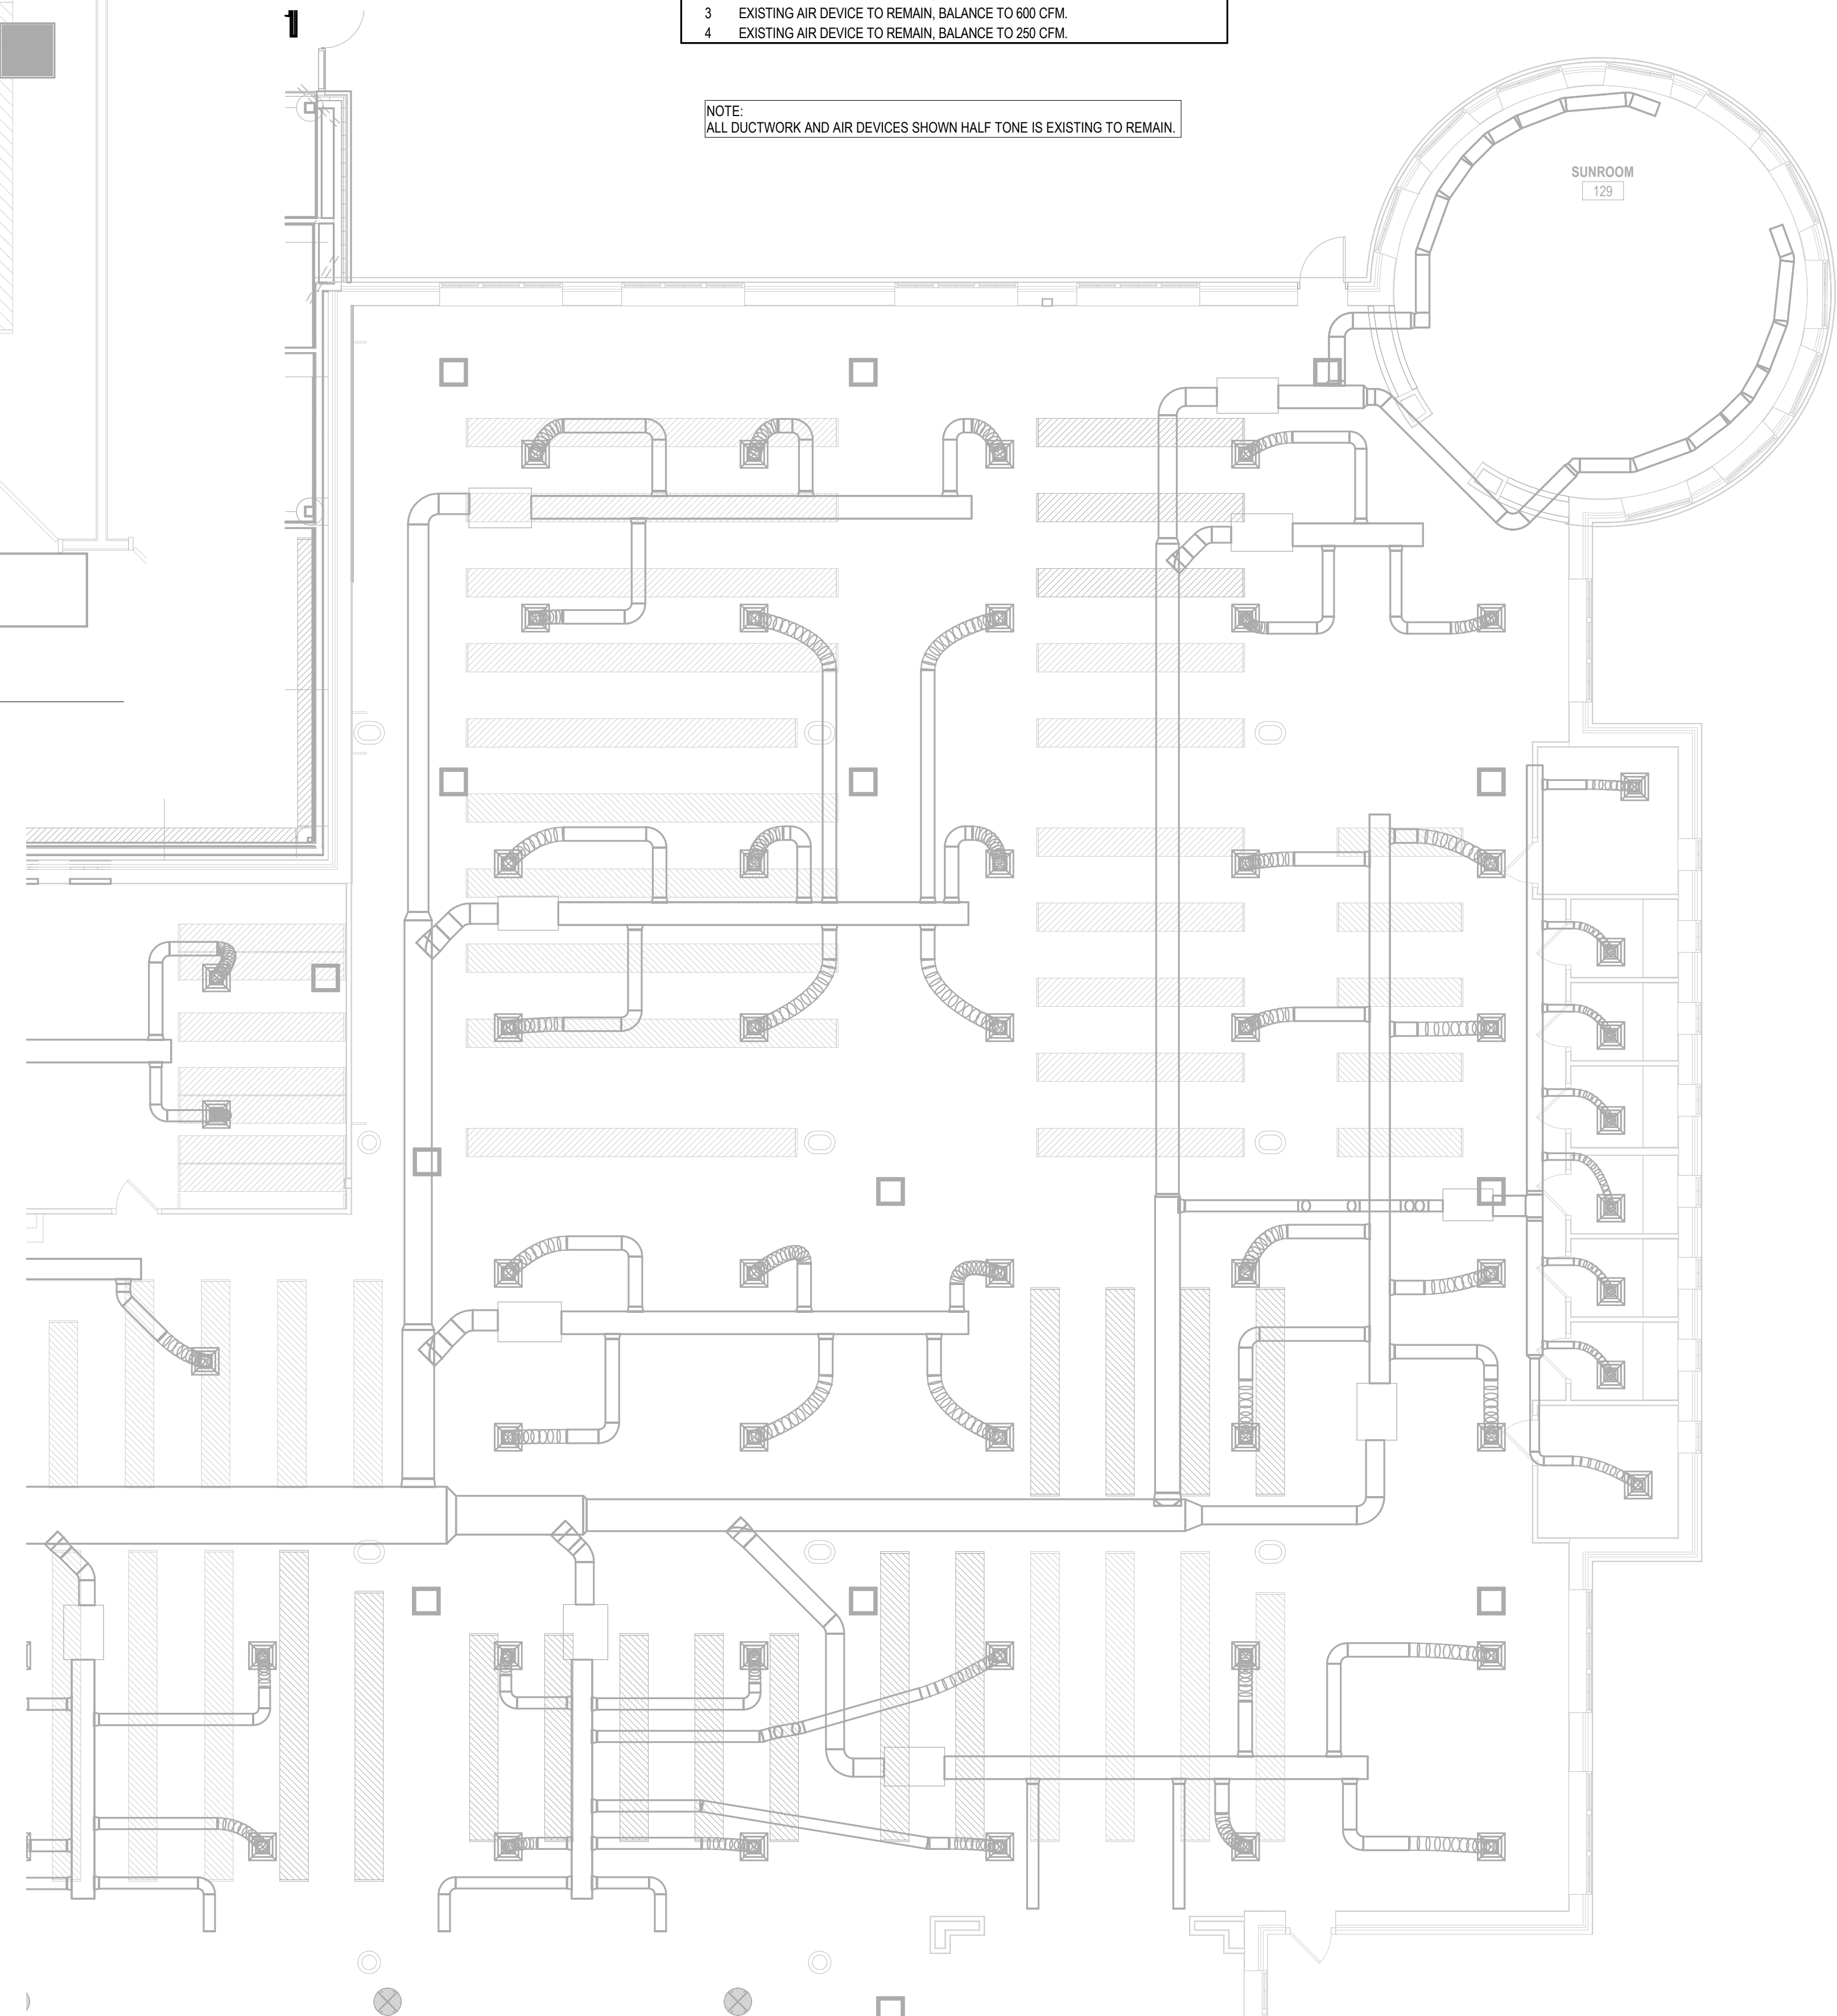 3 EXISTING AIR DEVICE TO REMAIN, BALANCE TO 600 CFM.
4 EXISTING AIR DEVICE TO REMAIN, BALANCE TO 250 CFM.
NOTE:
ALL DUCTWORK AND AIR DEVICES SHOWN HALF TONE IS EXISTING TO REMAIN.
SUNROOM
129